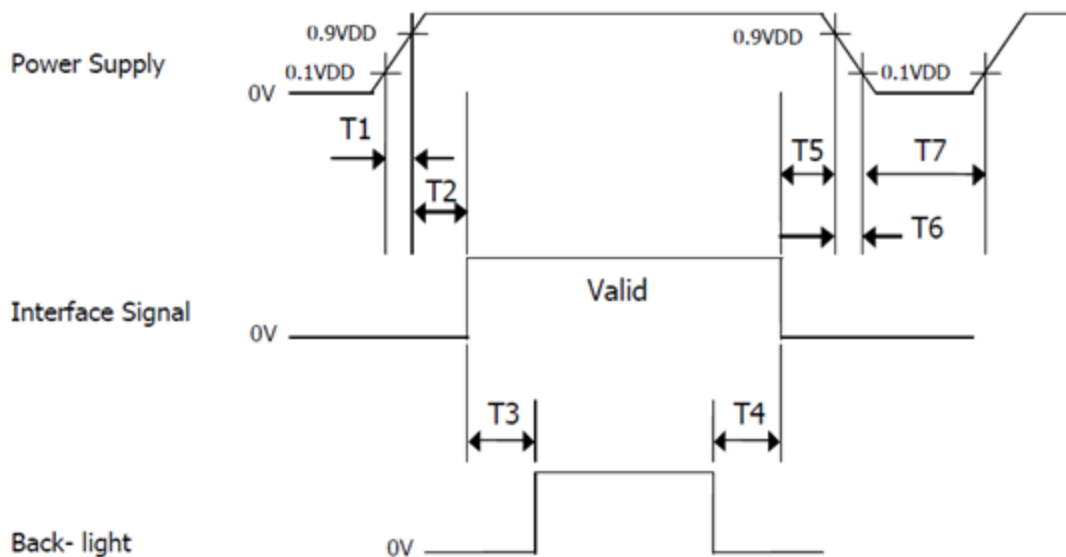 0.9VDD
0.9VDD
Power Supply
0.1VDD
0.1VDD
0V
T1
T5
T7
T2
T6
Valid
Interface Signal
0V
T3
T4
Back- light
0V